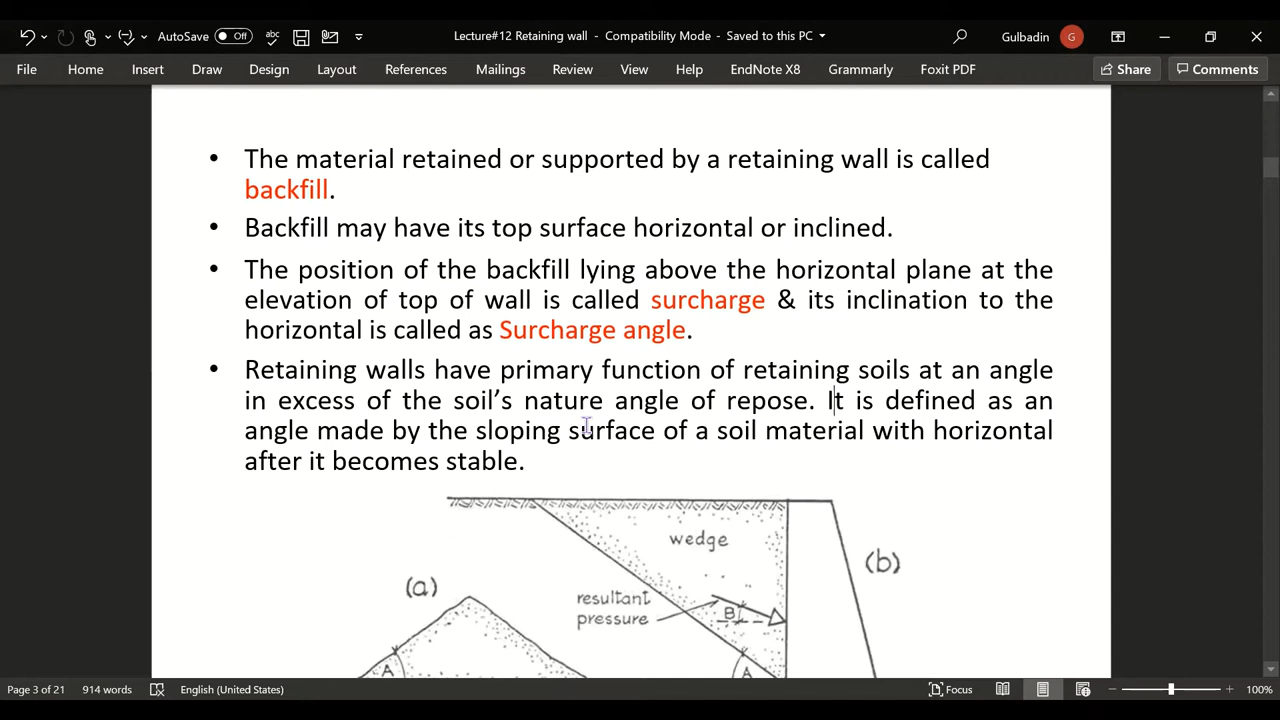 AutoSave Off abc Lecture#12 Retaining wall - Compatibility Mode - Saved to this PC Gulbadin G
File Home Insert Draw Design Layout References Mailings Review View Help EndNote X8 Grammarly Foxit PDF Share Comments
• The material retained or supported by a retaining wall is called
backfill.
• Backfill may have its top surface horizontal or inclined.
• The position of the backfill lying above the horizontal plane at the
elevation of top of wall is called surcharge & its inclination to the
horizontal is called as Surcharge angle.
• Retaining walls have primary function of retaining soils at an angle
in excess of the soil’s nature angle of repose. It is defined as an
angle made by the sloping surface of a soil material with horizontal
after it becomes stable.
wedge
(b)
(a)
resultant
pressure
B
A
A
Page 3 of 21 914 words English (United States) Focus 100%